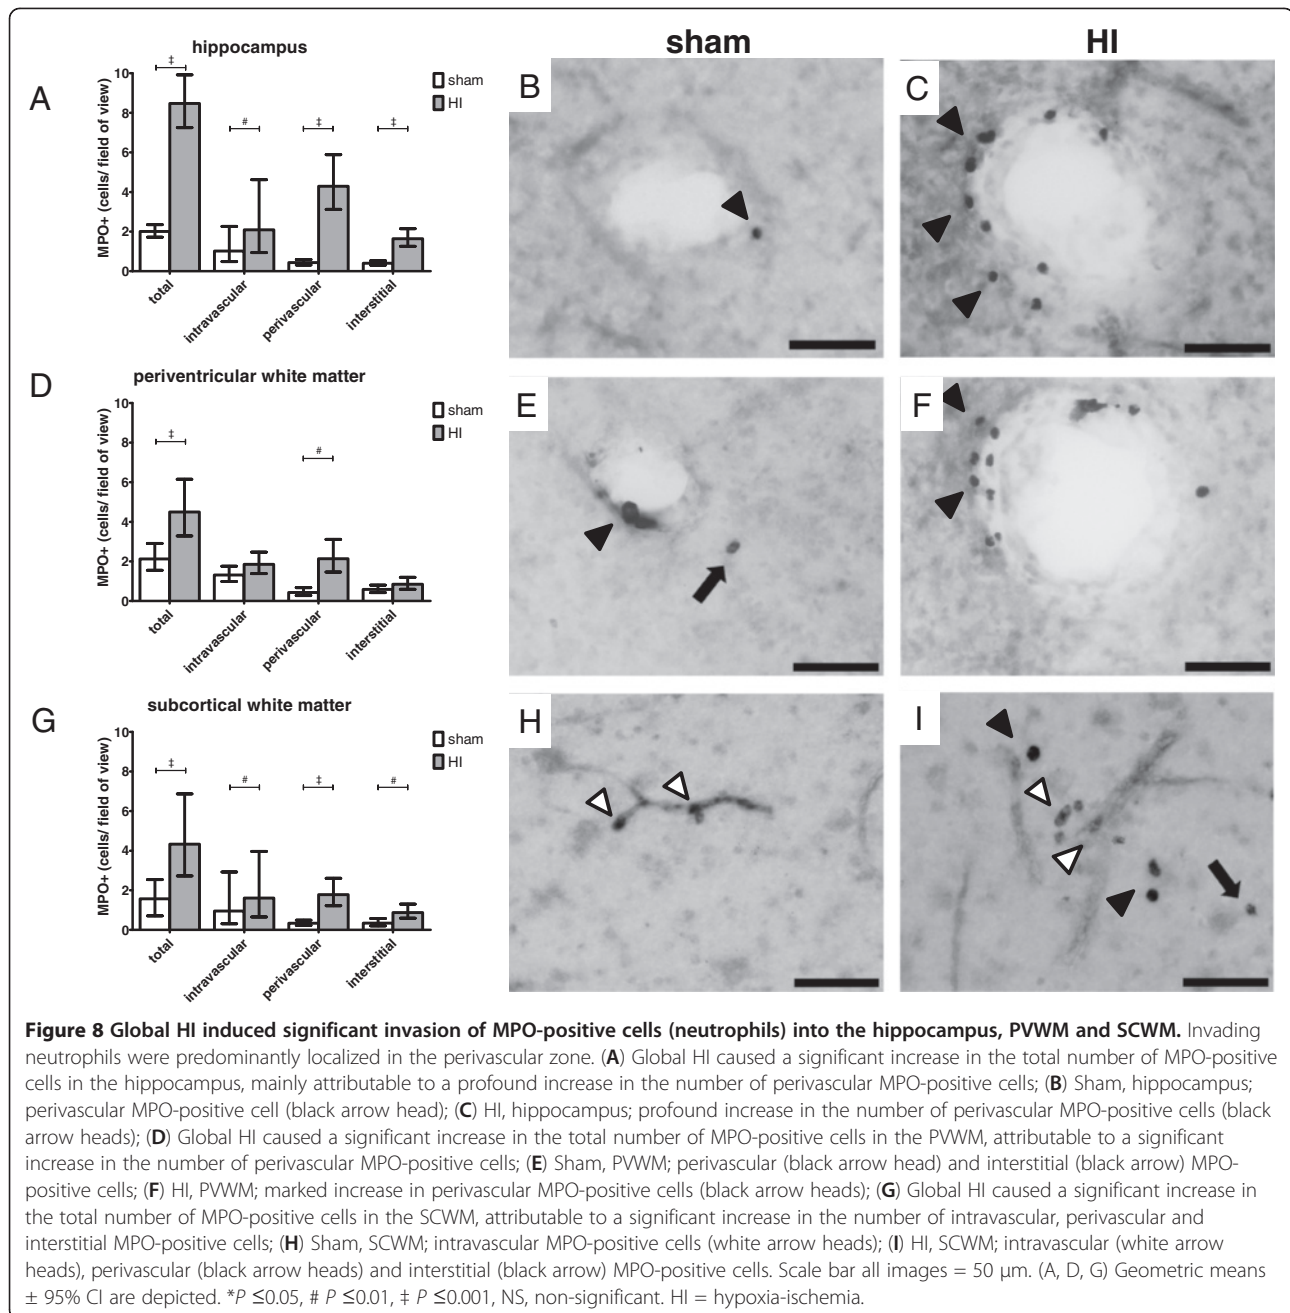 sham
HI
A
hippocampus
‡
MPO+ (cells/ field of view)
10
8
6
4
2
0
#
‡
‡
sham
HI
total
intravascular
perivascular
interstitial
B
C
D
periventricular white matter
MPO+ (cells/ field of view)
10
8
6
4
2
0
‡
#
sham
HI
total
intravascular
perivascular
interstitial
E
F
G
subcortical white matter
MPO+ (cells/ field of view)
10
8
6
4
2
0
‡
#
‡
#
sham
HI
total
intravascular
perivascular
interstitial
H
I
Figure 8 Global HI induced significant invasion of MPO-positive cells (neutrophils) into the hippocampus, PVWM and SCWM. Invading
neutrophils were predominantly localized in the perivascular zone. (A) Global HI caused a significant increase in the total number of MPO-positive
cells in the hippocampus, mainly attributable to a profound increase in the number of perivascular MPO-positive cells; (B) Sham, hippocampus;
perivascular MPO-positive cell (black arrow head); (C) HI, hippocampus; profound increase in the number of perivascular MPO-positive cells (black
arrow heads); (D) Global HI caused a significant increase in the total number of MPO-positive cells in the PVWM, attributable to a significant
increase in the number of perivascular MPO-positive cells; (E) Sham, PVWM; perivascular (black arrow head) and interstitial (black arrow) MPO-
positive cells; (F) HI, PVWM; marked increase in perivascular MPO-positive cells (black arrow heads); (G) Global HI caused a significant increase in
the total number of MPO-positive cells in the SCWM, attributable to a significant increase in the number of intravascular, perivascular and
interstitial MPO-positive cells; (H) Sham, SCWM; intravascular MPO-positive cells (white arrow heads); (I) HI, SCWM; intravascular (white arrow
heads), perivascular (black arrow heads) and interstitial (black arrow) MPO-positive cells. Scale bar all images = 50 μm. (A, D, G) Geometric means
± 95% CI are depicted. *P ≤0.05, # P ≤0.01, ‡ P ≤0.001, NS, non-significant. HI = hypoxia-ischemia.